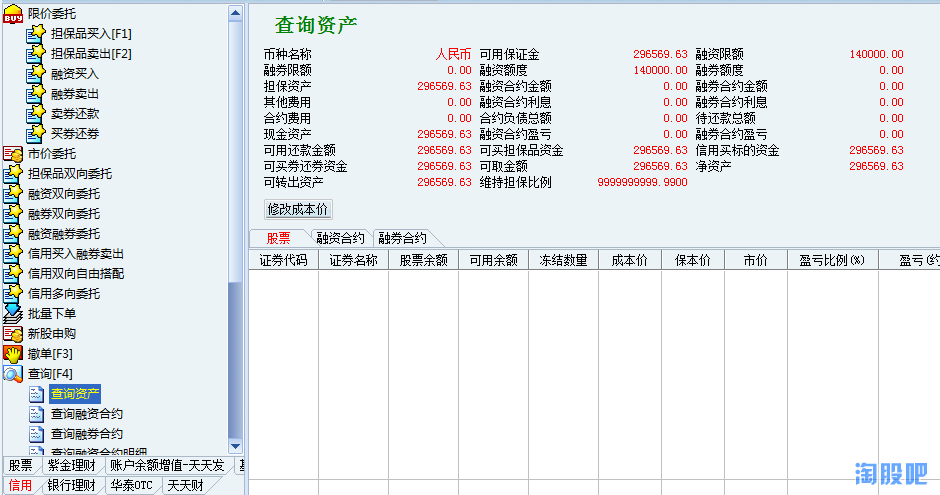 限价委托
担保品买入[F1]
担保品卖出[F2]
融资买入
融券卖出
卖券还款
买券还券
市价委托
担保品双向委托
融资双向委托
融券双向委托
融资融券委托
信用买入融券卖出
信用双向自由搭配
信用多向委托
批量下单
新股申购
撤单[F3]
查询[F4]
查询资产
查询融资合约
查询融券合约
查询融资合约明细
股票 紫金理财 账户余额增值-天天发
信用 银行理财 华泰OTC 天天财
查询资产
币种名称 人民币 可用保证金 296569.63 融资限额 140000.00
融券限额 0.00 融资额度 140000.00 融券额度 0.00
担保资产 296569.63 融资合约金额 0.00 融券合约金额 0.00
其他费用 0.00 融资合约利息 0.00 融券合约利息 0.00
合约费用 0.00 合约负债总额 0.00 待还款总额 0.00
现金资产 296569.63 融资合约盈亏 0.00 融券合约盈亏 0.00
可用还款金额 296569.63 可买担保品资金 296569.63 信用买标的资金 296569.63
可买券还券资金 296569.63 可取金额 296569.63 净资产 296569.63
可转出资产 296569.63 维持担保比例 9999999999.9900
修改成本价
股票 融资合约 融券合约
证券代码 证券名称 股票余额 可用余额 冻结数量 成本价 保本价 市价 盈亏比例(%) 盈亏(约
淘股吧